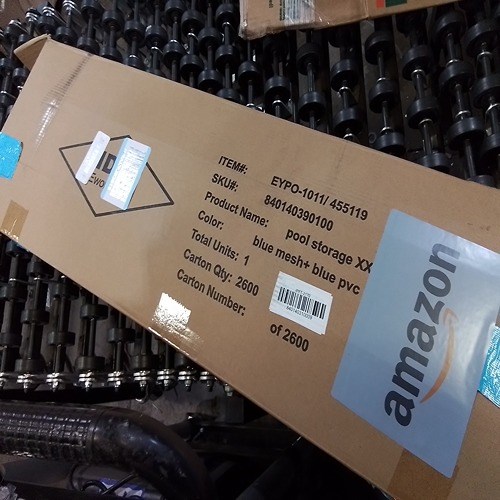 ITEM#: EYPO-1011/ 455119
SKU#: 840140390100
Product Name: pool storage XX
Color: blue mesh+ blue pvc
Total Units: 1
Carton Qty: 2600
Carton Number:
of 2600
amazon